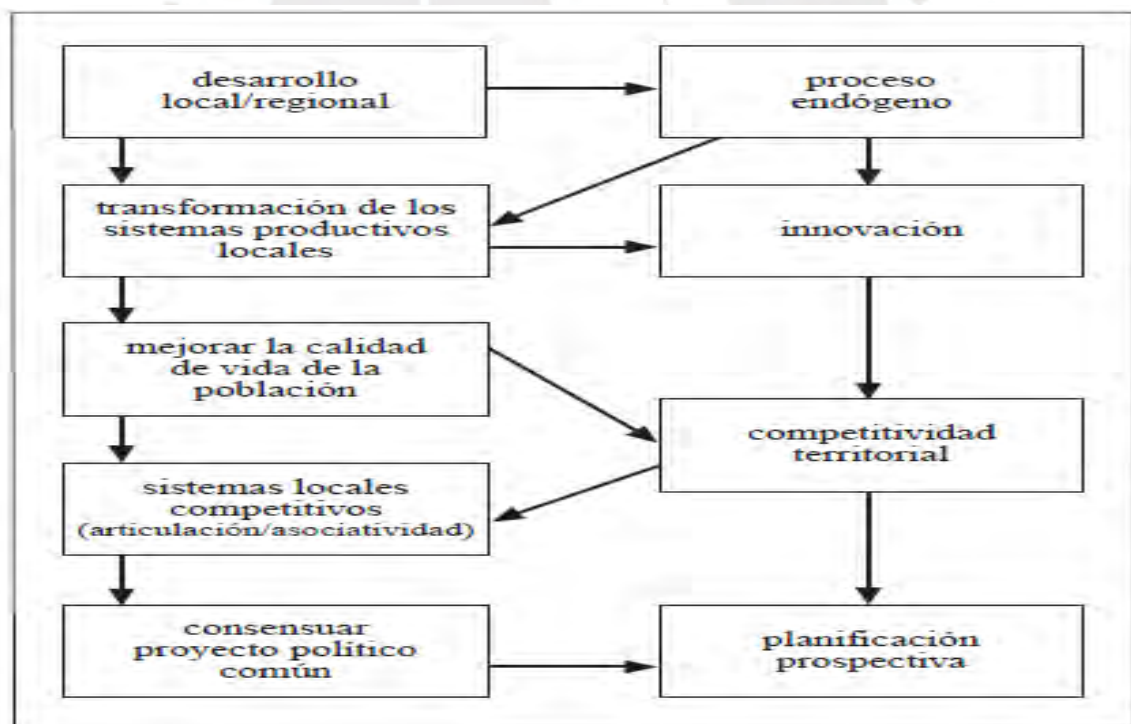 desarrollo
local/regional
proceso
endógeno
transformación de los
sistemas productivos
locales
innovación
mejorar la calidad
de vida de la
población
competitividad
territorial
sistemas locales
competitivos
(articulación/asociatividad)
consensuar
proyecto político
común
planificación
prospectiva